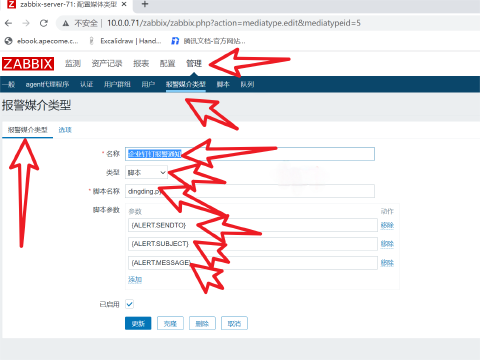 zabbix-server-71: 配置媒体类型
不安全 | 10.0.0.71/zabbix/zabbix.php?action=mediatype.edit&mediatypeid=5
ebook.apecome.c... Excalidraw | Hand... 腾讯文档-官方网站...
ZABBIX 监测 资产记录 报表 配置 管理
一般 agent代理程序 认证 用户群组 用户 报警媒介类型 脚本 队列
报警媒介类型
报警媒介类型 选项
* 名称 企业钉钉报警通知
类型 脚本
* 脚本名称 dingding.py
脚本参数 参数 动作
{ALERT.SENDTO} 移除
{ALERT.SUBJECT} 移除
{ALERT.MESSAGE} 移除
添加
已启用
更新 克隆 删除 取消